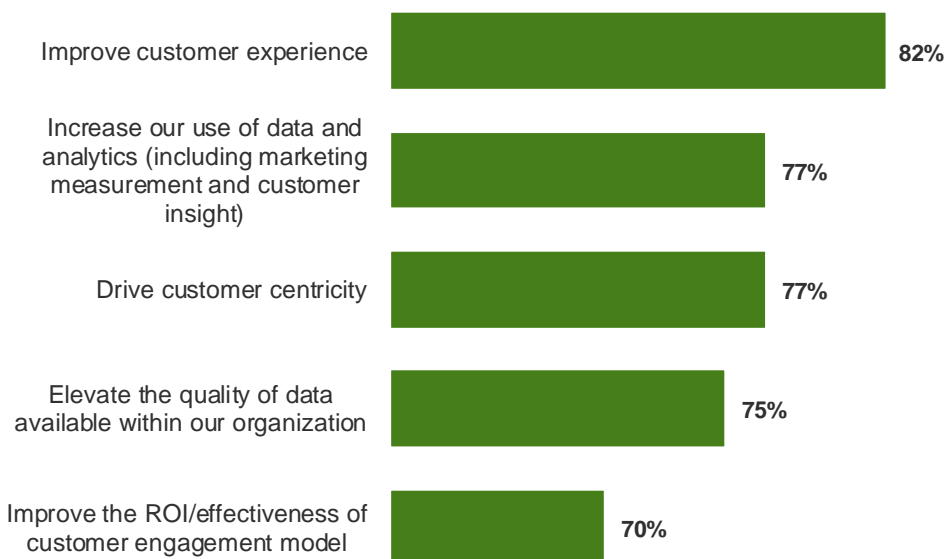 Improve customer experience
82%
Increase our use of data and
analytics (including marketing
measurement and customer
insight)
77%
Drive customer centricity
77%
Elevate the quality of data
available within our organization
75%
Improve the ROI/effectiveness of
customer engagement model
70%